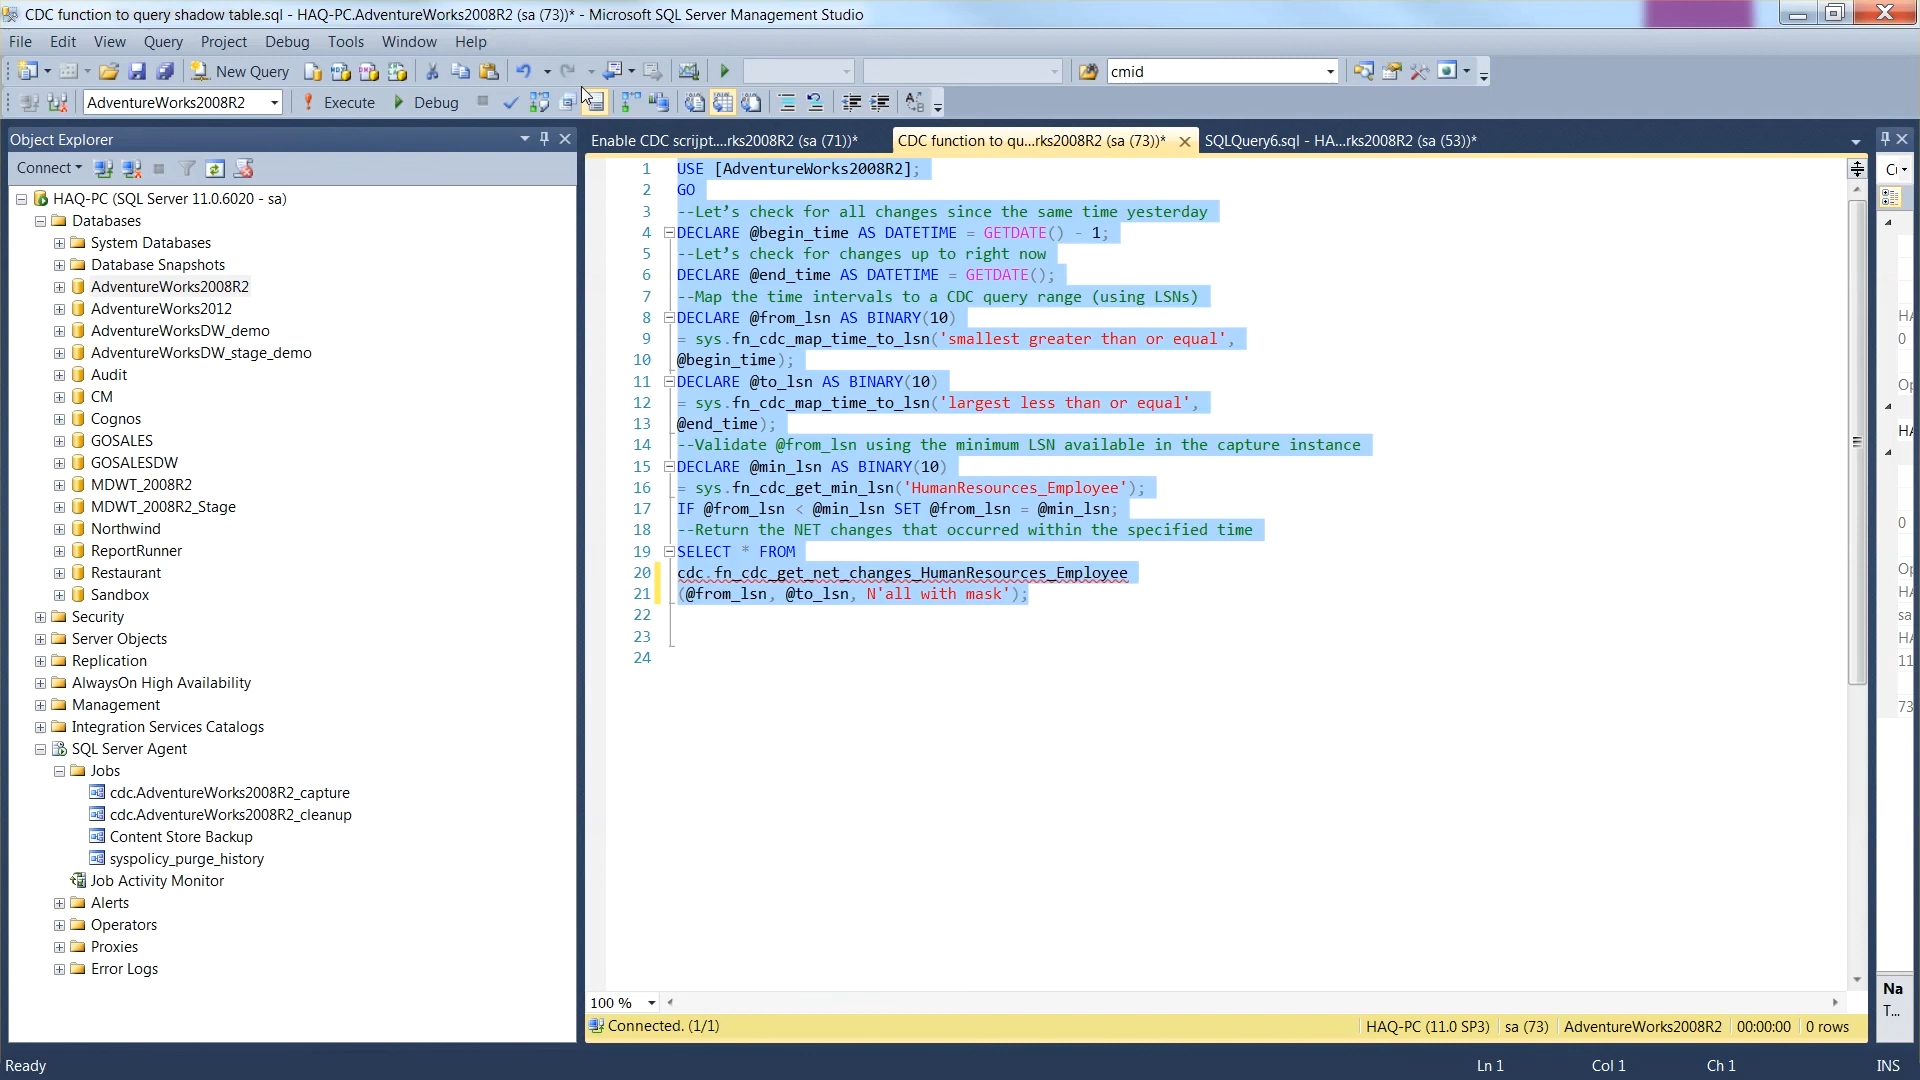 CDC function to query shadow table.sql - HAQ-PC.AdventureWorks2008R2 (sa (73))* - Microsoft SQL Server Management Studio
File Edit View Query Project Debug Tools Window Help
New Query cmid
AdventureWorks2008R2 Execute Debug
Object Explorer
Connect
HAQ-PC (SQL Server 11.0.6020 - sa)
Databases
System Databases
Database Snapshots
AdventureWorks2008R2
AdventureWorks2012
AdventureWorksDW_demo
AdventureWorksDW_stage_demo
Audit
CM
Cognos
GOSALES
GOSALESDW
MDWT_2008R2
MDWT_2008R2_Stage
Northwind
ReportRunner
Restaurant
Sandbox
Security
Server Objects
Replication
AlwaysOn High Availability
Management
Integration Services Catalogs
SQL Server Agent
Jobs
cdc.AdventureWorks2008R2_capture
cdc.AdventureWorks2008R2_cleanup
Content Store Backup
syspolicy_purge_history
Job Activity Monitor
Alerts
Operators
Proxies
Error Logs
Enable CDC scrijpt....rks2008R2 (sa (71))* CDC function to qu...rks2008R2 (sa (73))* SQLQuery6.sql - HA...rks2008R2 (sa (53))*
1 USE [AdventureWorks2008R2];
2 GO
3 --Let’s check for all changes since the same time yesterday
4 DECLARE @begin_time AS DATETIME = GETDATE() - 1;
5 --Let’s check for changes up to right now
6 DECLARE @end_time AS DATETIME = GETDATE();
7 --Map the time intervals to a CDC query range (using LSNs)
8 DECLARE @from_lsn AS BINARY(10)
9 = sys.fn_cdc_map_time_to_lsn('smallest greater than or equal',
10 @begin_time);
11 DECLARE @to_lsn AS BINARY(10)
12 = sys.fn_cdc_map_time_to_lsn('largest less than or equal',
13 @end_time);
14 --Validate @from_lsn using the minimum LSN available in the capture instance
15 DECLARE @min_lsn AS BINARY(10)
16 = sys.fn_cdc_get_min_lsn('HumanResources_Employee');
17 IF @from_lsn < @min_lsn SET @from_lsn = @min_lsn;
18 --Return the NET changes that occurred within the specified time
19 SELECT * FROM
20 cdc.fn_cdc_get_net_changes_HumanResources_Employee
21 (@from_lsn, @to_lsn, N'all with mask');
22
23
24
100 %
Connected. (1/1) HAQ-PC (11.0 SP3) sa (73) AdventureWorks2008R2 00:00:00 0 rows
HA
0
Op
HA
0
Op
HA
sa
HA
11
73
Na
T...
Ready Ln 1 Col 1 Ch 1 INS